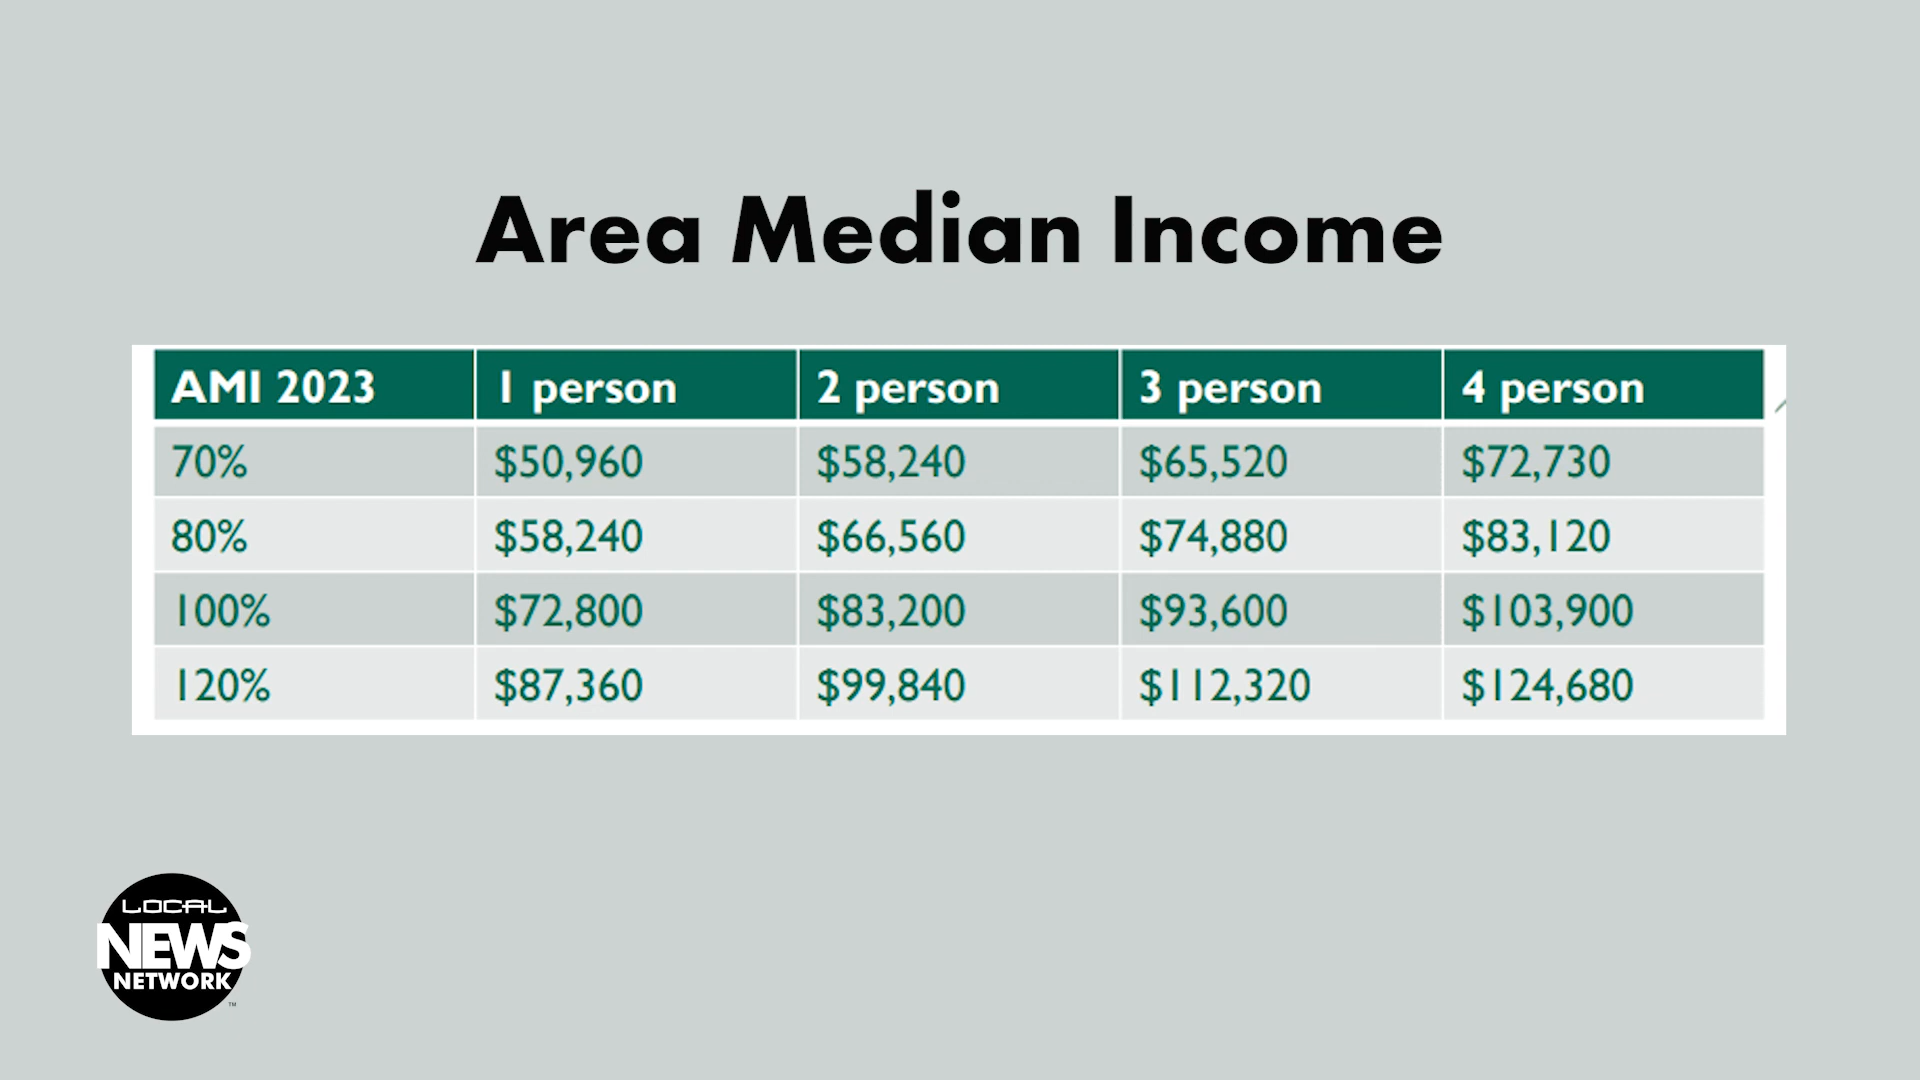 Area Median Income
AMI 2023 1 person 2 person 3 person 4 person
70% $50,960 $58,240 $65,520 $72,730
80% $58,240 $66,560 $74,880 $83,120
100% $72,800 $83,200 $93,600 $103,900
120% $87,360 $99,840 $112,320 $124,680
LOCAL
NEWS
NETWORK
TM